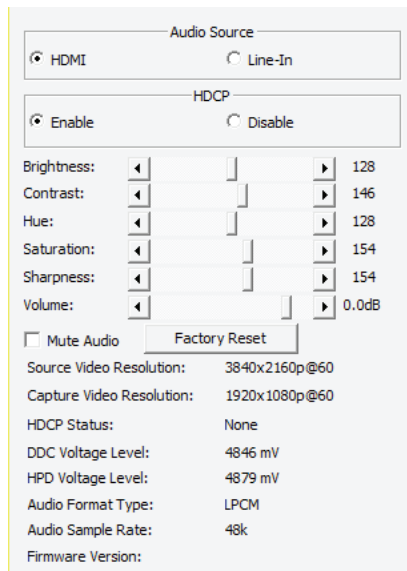 Audio Source
HDMI Line-In
HDCP
Enable Disable
Brightness: 128
Contrast: 146
Hue: 128
Saturation: 154
Sharpness: 154
Volume: 0.0dB
Mute Audio Factory Reset
Source Video Resolution: 3840x2160p@60
Capture Video Resolution: 1920x1080p@60
HDCP Status: None
DDC Voltage Level: 4846 mV
HPD Voltage Level: 4879 mV
Audio Format Type: LPCM
Audio Sample Rate: 48k
Firmware Version: